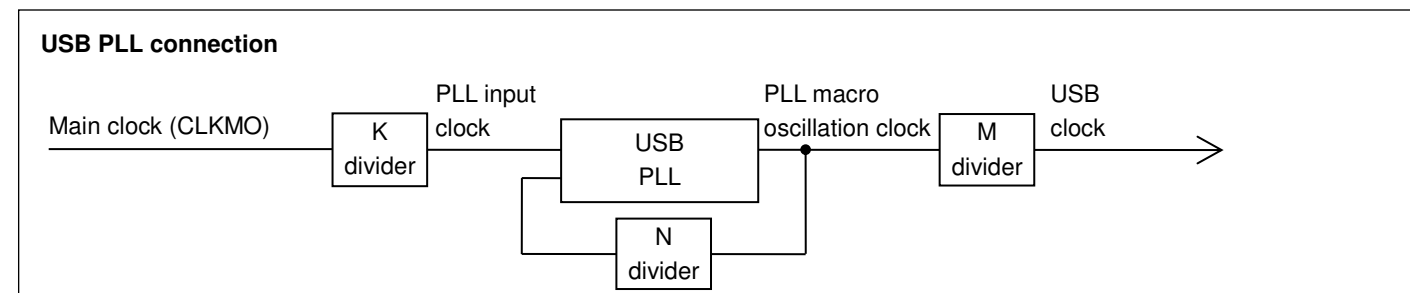 USB PLL connection
Main clock (CLKMO)
K
divider
PLL input
clock
USB
PLL
N
divider
PLL macro
oscillation clock
M
divider
USB
clock